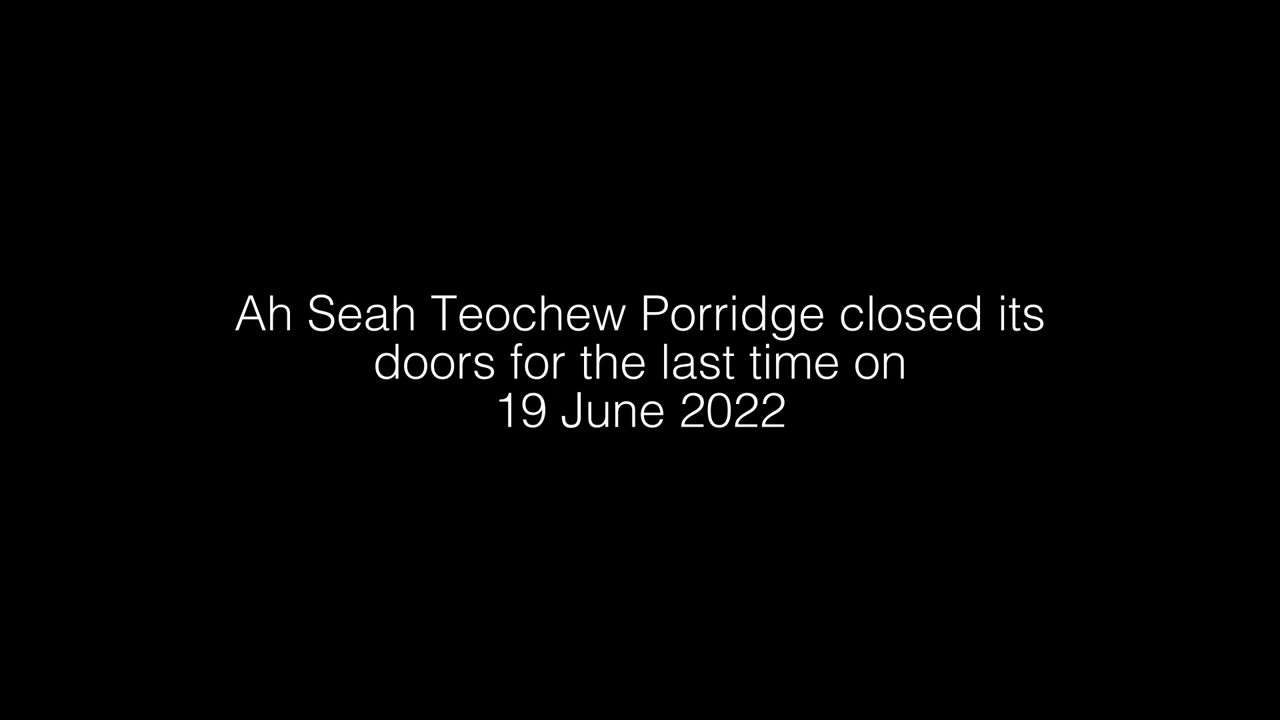 Ah Seah Teochew Porridge closed its
doors for the last time on
19 June 2022